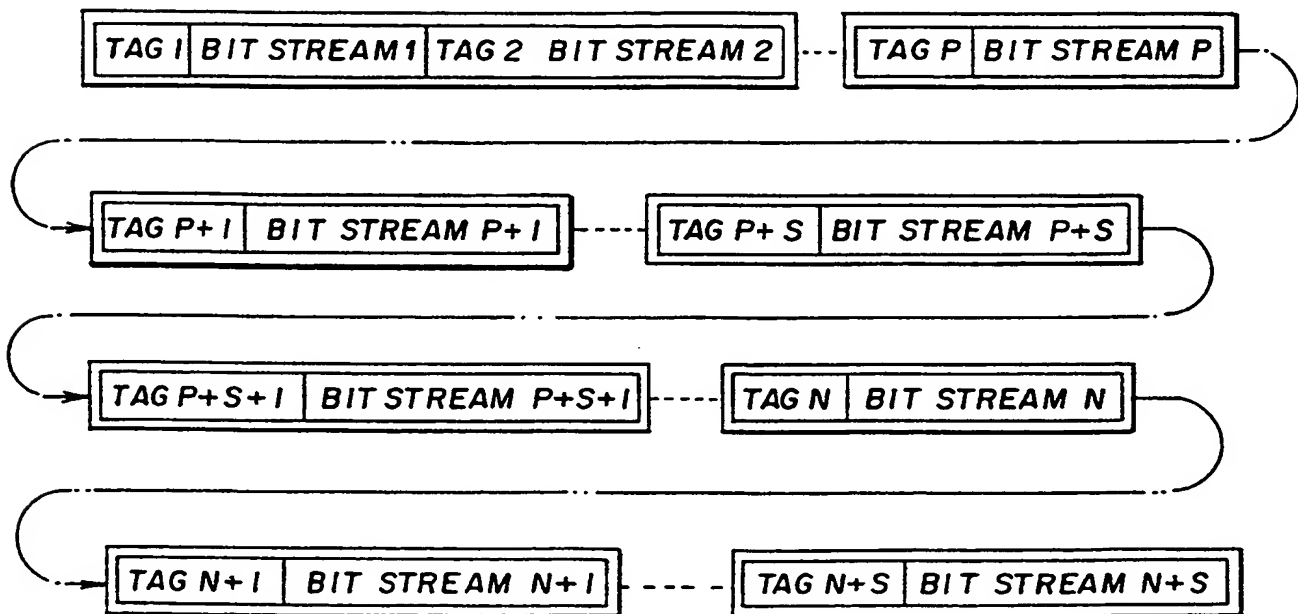 TAG 1 BIT STREAM 1 TAG 2 BIT STREAM 2 TAG P BIT STREAM P
TAG P+1 BIT STREAM P+1 TAG P+S BIT STREAM P+S
TAG P+S+1 BIT STREAM P+S+1 TAG N BIT STREAM N
TAG N+1 BIT STREAM N+1 TAG N+S BIT STREAM N+S